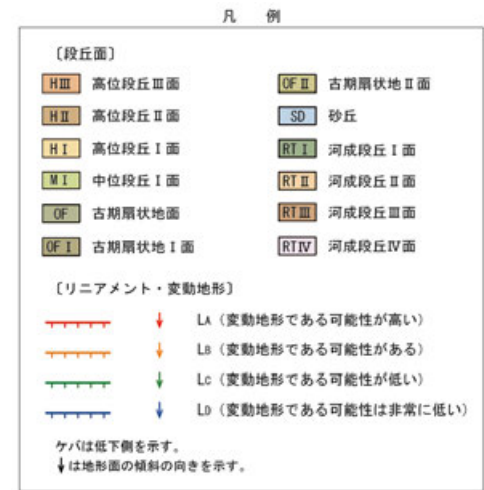 凡 例
〔段丘面〕
HⅢ 高位段丘Ⅲ面
HⅡ 高位段丘Ⅱ面
HⅠ 高位段丘Ⅰ面
MⅠ 中位段丘Ⅰ面
OF 古期扇状地面
OFⅠ 古期扇状地Ⅰ面
OFⅡ 古期扇状地Ⅱ面
SD 砂丘
RTⅠ 河成段丘Ⅰ面
RTⅡ 河成段丘Ⅱ面
RTⅢ 河成段丘Ⅲ面
RTⅣ 河成段丘Ⅳ面
〔リニアメント・変動地形〕
LA（変動地形である可能性が高い）
LB（変動地形である可能性がある）
LC（変動地形である可能性が低い）
LD（変動地形である可能性は非常に低い）
ケバは低下側を示す。
↓は地形面の傾斜の向きを示す。